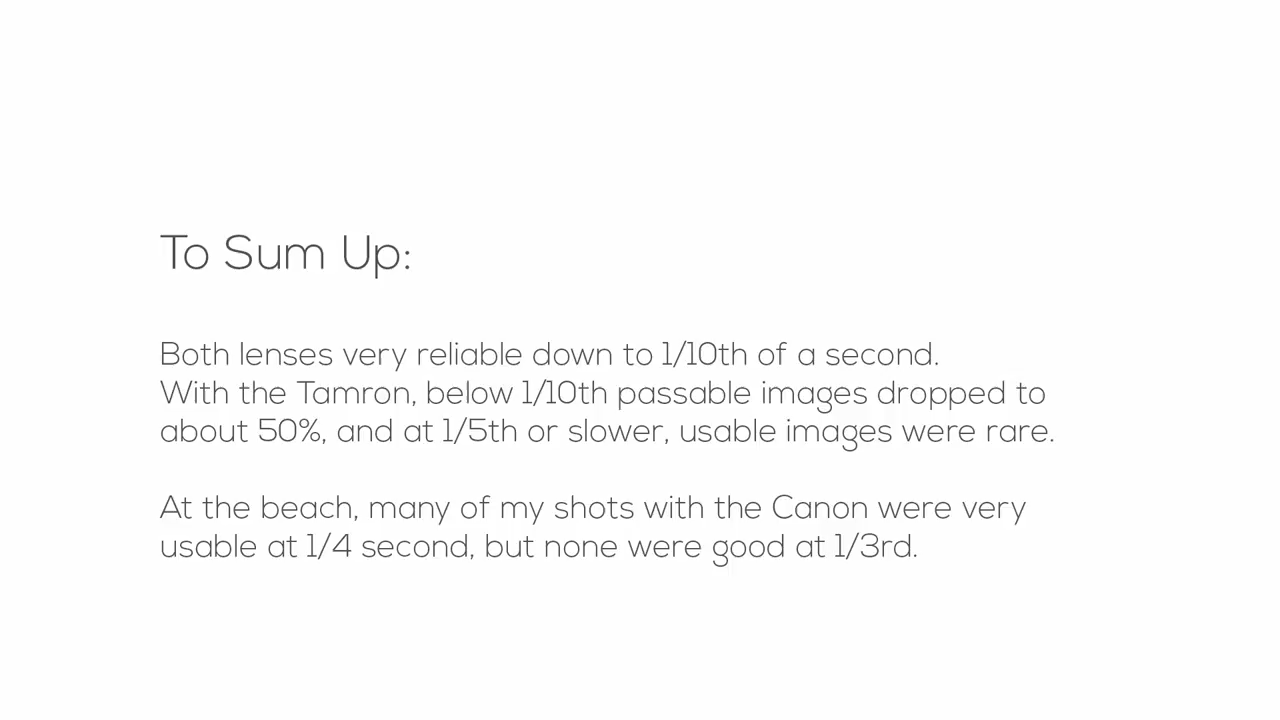 To Sum Up:
Both lenses very reliable down to 1/10th of a second.
With the Tamron, below 1/10th passable images dropped to
about 50%, and at 1/5th or slower, usable images were rare.
At the beach, many of my shots with the Canon were very
usable at 1/4 second, but none were good at 1/3rd.